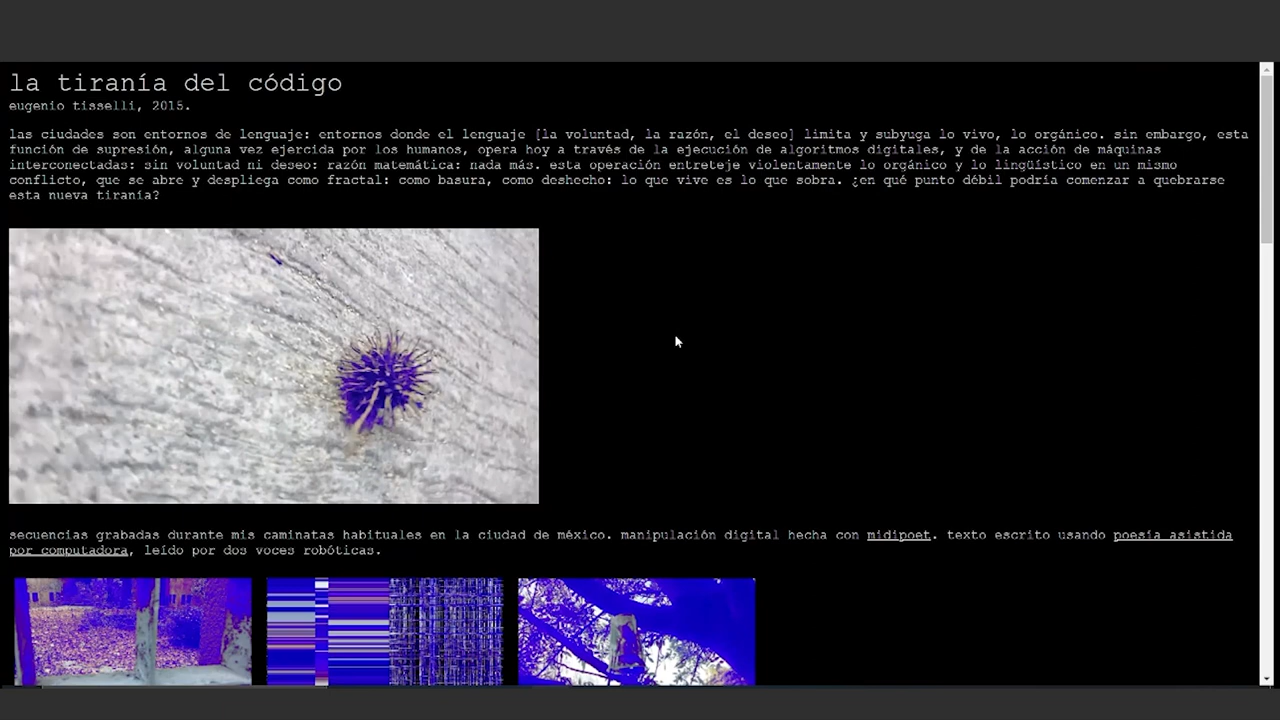 la tiranía del código
eugenio tisselli, 2015.
las ciudades son entornos de lenguaje: entornos donde el lenguaje [la voluntad, la razón, el deseo] limita y subyuga lo vivo, lo orgánico. sin embargo, esta
función de supresión, alguna vez ejercida por los humanos, opera hoy a través de la ejecución de algoritmos digitales, y de la acción de máquinas
interconectadas: sin voluntad ni deseo: razón matemática: nada más. esta operación entreteje violentamente lo orgánico y lo lingüístico en un mismo
conflicto, que se abre y despliega como fractal: como basura, como deshecho: lo que vive es lo que sobra. ¿en qué punto débil podría comenzar a quebrarse
esta nueva tiranía?
secuencias grabadas durante mis caminatas habituales en la ciudad de méxico. manipulación digital hecha con midipoet. texto escrito usando poesía asistida
por computadora, leído por dos voces robóticas.